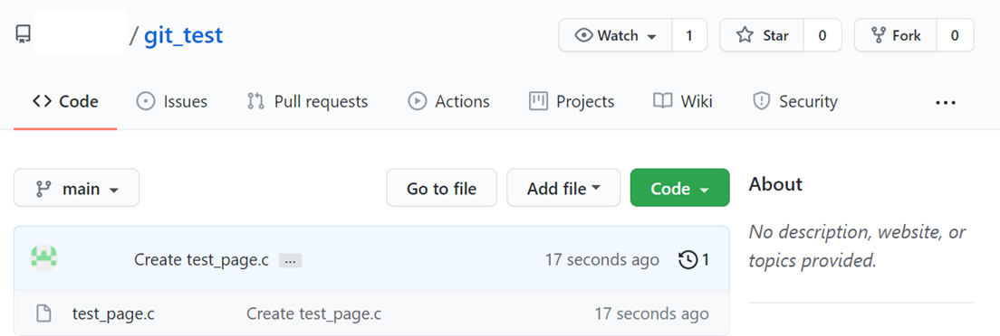 / git_test
Watch 1 Star 0 Fork 0
Code Issues Pull requests Actions Projects Wiki Security ...
main Go to file Add file Code
About
No description, website, or
topics provided.
Create test_page.c ... 17 seconds ago 1
test_page.c Create test_page.c 17 seconds ago